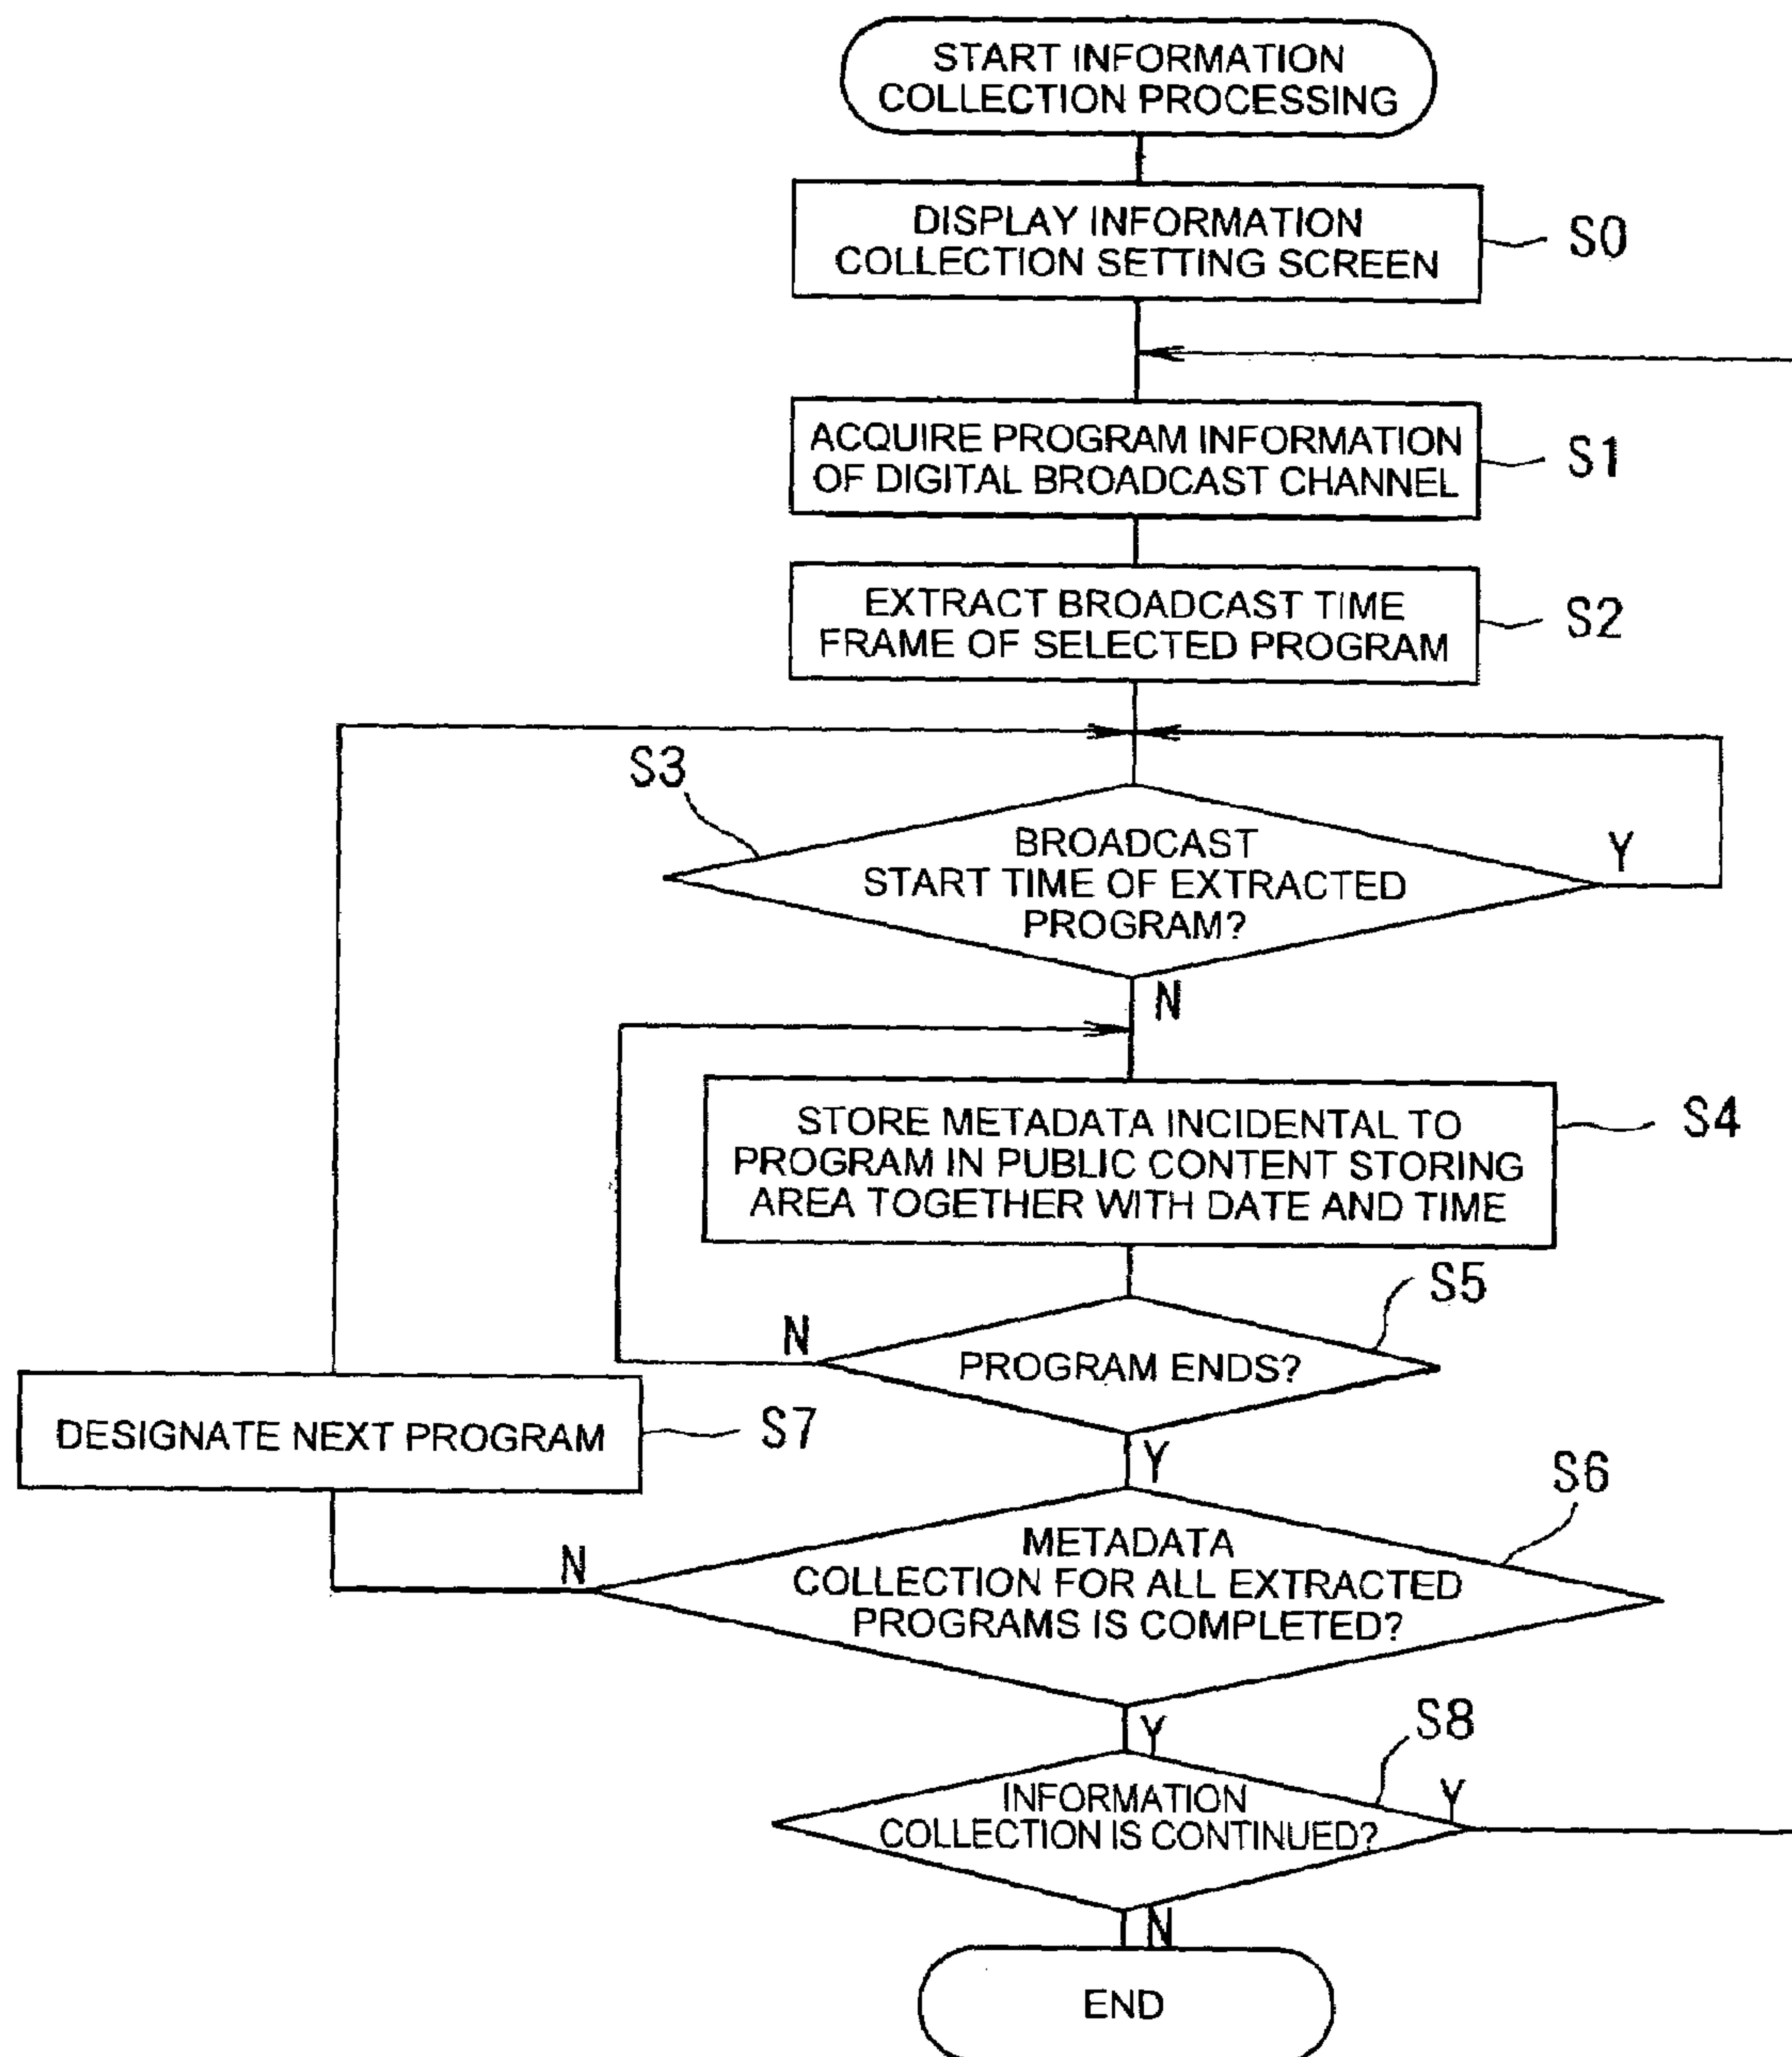 START INFORMATION
COLLECTION PROCESSING
DISPLAY INFORMATION
COLLECTION SETTING SCREEN
S0
ACQUIRE PROGRAM INFORMATION
OF DIGITAL BROADCAST CHANNEL
S1
EXTRACT BROADCAST TIME
FRAME OF SELECTED PROGRAM
S2
S3
BROADCAST
START TIME OF EXTRACTED
PROGRAM?
Y
N
STORE METADATA INCIDENTAL TO
PROGRAM IN PUBLIC CONTENT STORING
AREA TOGETHER WITH DATE AND TIME
S4
S5
N
PROGRAM ENDS?
Y
DESIGNATE NEXT PROGRAM
S7
S6
N
METADATA
COLLECTION FOR ALL EXTRACTED
PROGRAMS IS COMPLETED?
Y
S8
INFORMATION
COLLECTION IS CONTINUED?
Y
N
END